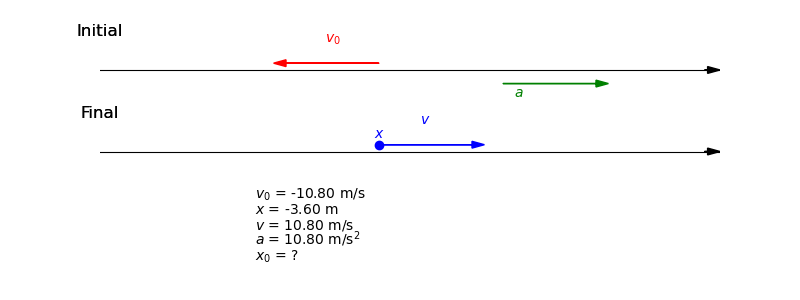 Initial
v₀
a
Final
x
v
v₀ = -10.80 m/s
x = -3.60 m
v = 10.80 m/s
a = 10.80 m/s²
x₀ = ?